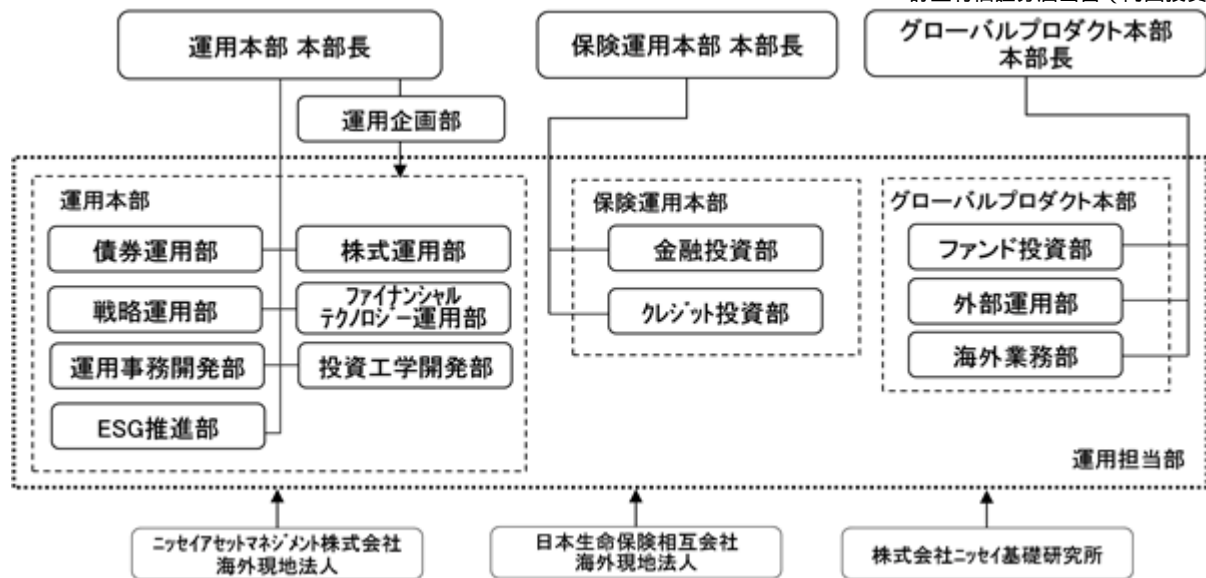 運用本部 本部長
保険運用本部 本部長
グローバルプロダクト本部
本部長
運用企画部
運用本部
債券運用部
株式運用部
戦略運用部
ファイナンシャル
テクノロジー運用部
運用事務開発部
投資工学開発部
ESG推進部
保険運用本部
金融投資部
クレジット投資部
グローバルプロダクト本部
ファンド投資部
外部運用部
海外業務部
運用担当部
ニッセイアセットマネジメント株式会社
海外現地法人
日本生命保険相互会社
海外現地法人
株式会社ニッセイ基礎研究所